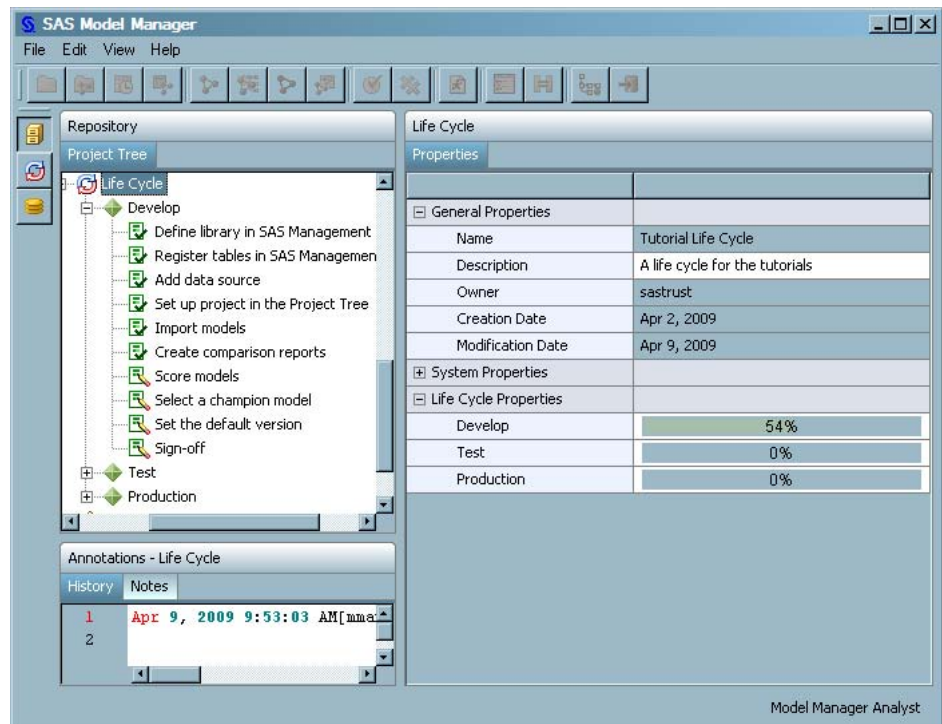 SAS Model Manager
File Edit View Help
Repository
Project Tree
Life Cycle
Develop
Define library in SAS Management
Register tables in SAS Managemen
Add data source
Set up project in the Project Tree
Import models
Create comparison reports
Score models
Select a champion model
Set the default version
Sign-off
Test
Production
Annotations - Life Cycle
History Notes
1 Apr 9, 2009 9:53:03 AM[mma
2
Life Cycle
Properties
General Properties
Name Tutorial Life Cycle
Description A life cycle for the tutorials
Owner sastrust
Creation Date Apr 2, 2009
Modification Date Apr 9, 2009
System Properties
Life Cycle Properties
Develop 54%
Test 0%
Production 0%
Model Manager Analyst